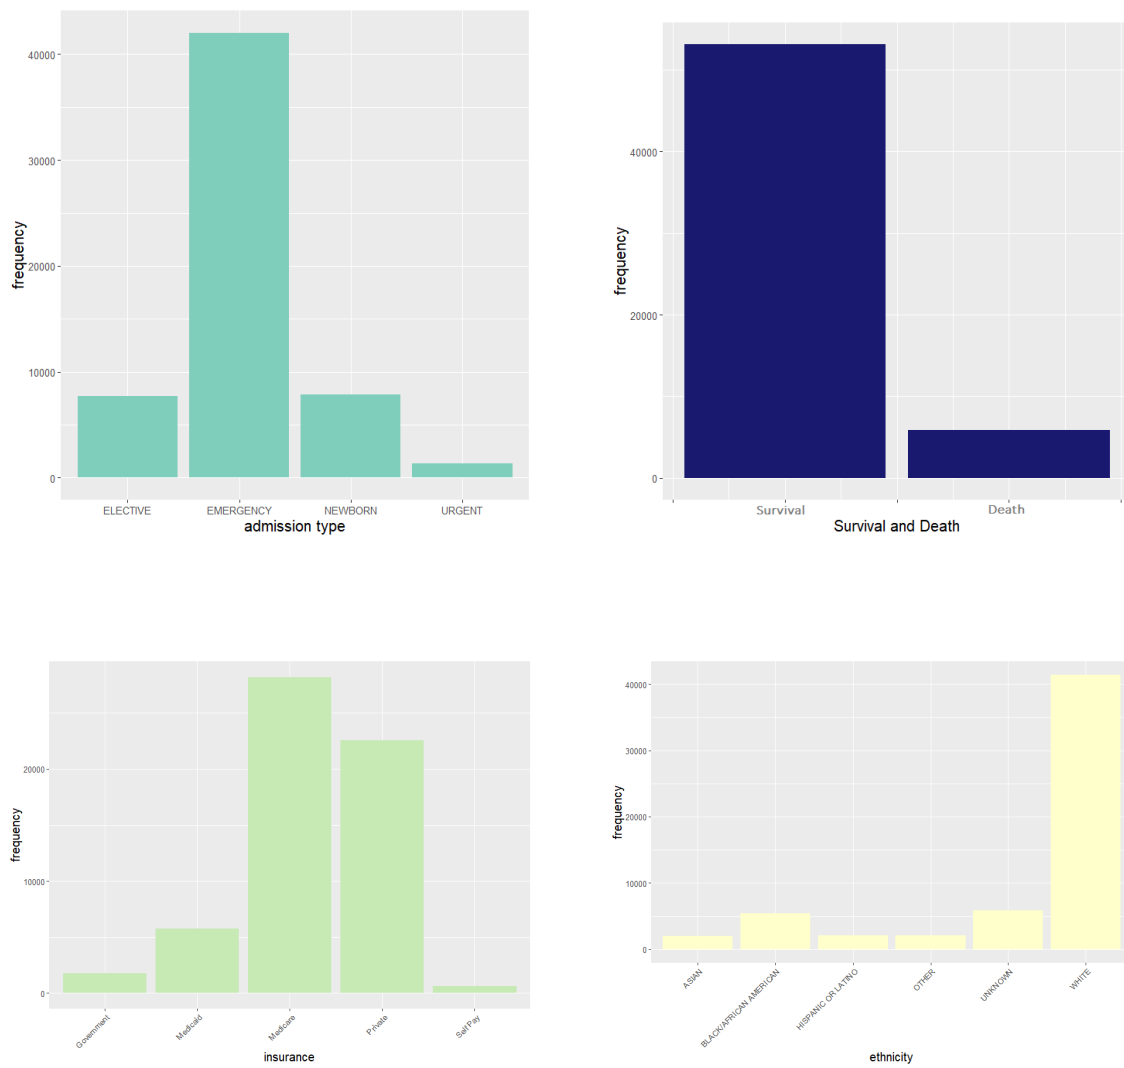 frequency
40000
30000
20000
10000
0
ELECTIVE EMERGENCY NEWBORN URGENT
admission type
frequency
40000
20000
0
Survival Death
Survival and Death
frequency
20000
10000
0
Government Medicaid Medicare Private Self Pay
insurance
frequency
40000
30000
20000
10000
0
ASIAN BLACK/AFRICAN AMERICAN HISPANIC OR LATINO OTHER UNKNOWN WHITE
ethnicity